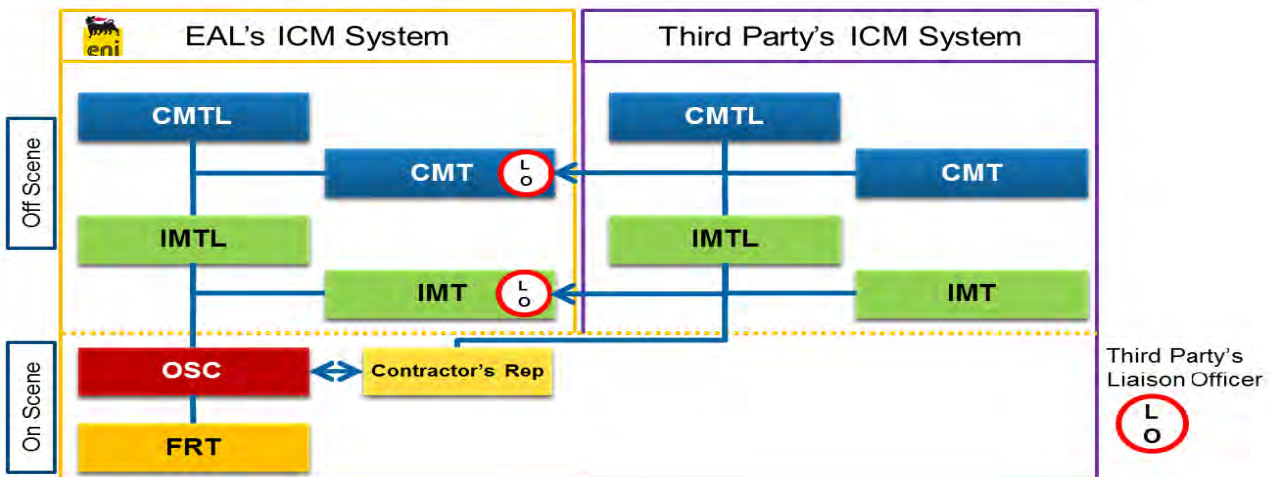 eni
EAL's ICM System
Third Party's ICM System
Off Scene
CMTL
CMTL
CMT
L
O
CMT
IMTL
IMTL
IMT
L
O
IMT
On Scene
OSC
Contractor's Rep
FRT
Third Party's
Liaison Officer
L
O